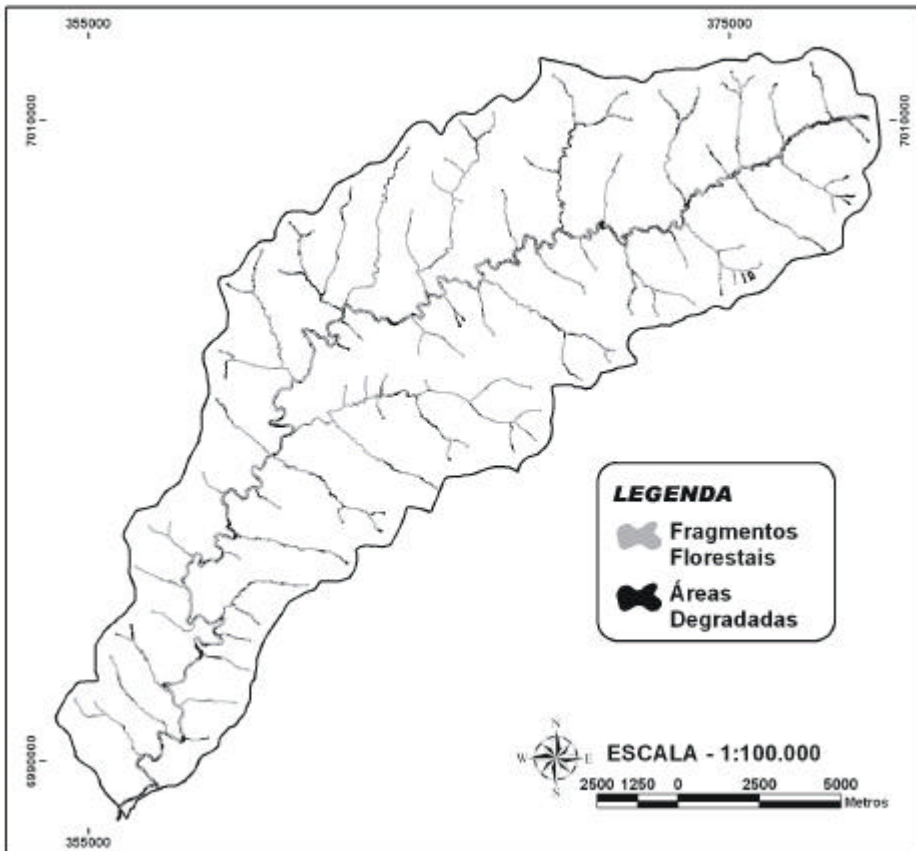 355000 375000
7010000 7010000
LEGENDA
Fragmentos
Florestais
Áreas
Degradadas
N
W E
S
ESCALA - 1:100.000
2500 1250 0 2500 5000
Metros
6990000
355000